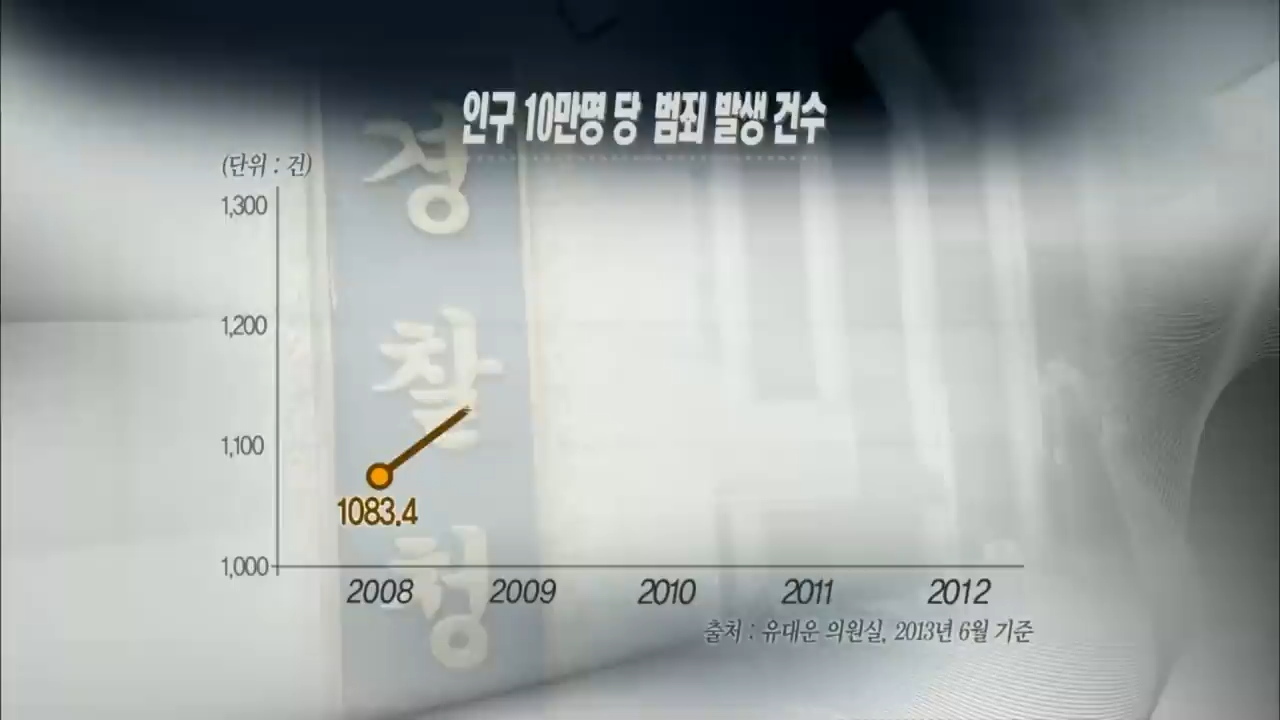 인구 10만명 당 범죄 발생 건수
(단위 : 건)
1,300
1,200
1,100
1,000
1083.4
2008 2009 2010 2011 2012
출처 : 유대운 의원실, 2013년 6월 기준
경찰청